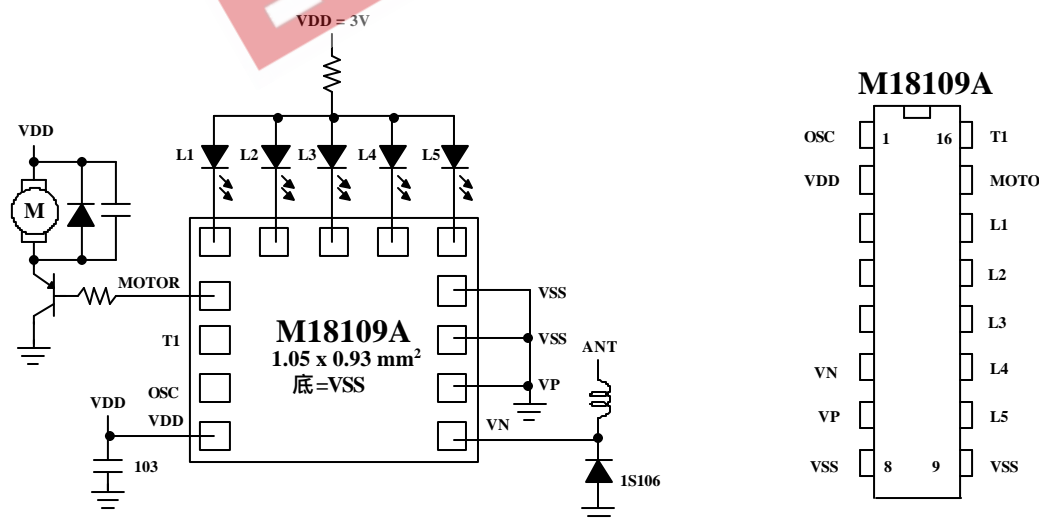 VDD = 3V
VDD
L1 L2 L3 L4 L5
M
MOTOR
T1
OSC
VDD
VDD
103
M18109A
1.05 x 0.93 mm²
底=VSS
VSS
VSS
VP
VN
ANT
1S106
M18109A
OSC 1 16 T1
VDD MOTO
L1
L2
L3
VN L4
VP L5
VSS 8 9 VSS